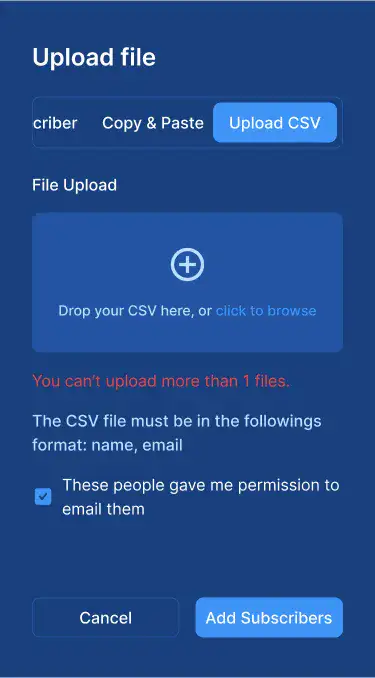 Upload file
criber Copy & Paste Upload CSV
File Upload
Drop your CSV here, or click to browse
You can't upload more than 1 files.
The CSV file must be in the followings
format: name, email
These people gave me permission to
email them
Cancel Add Subscribers